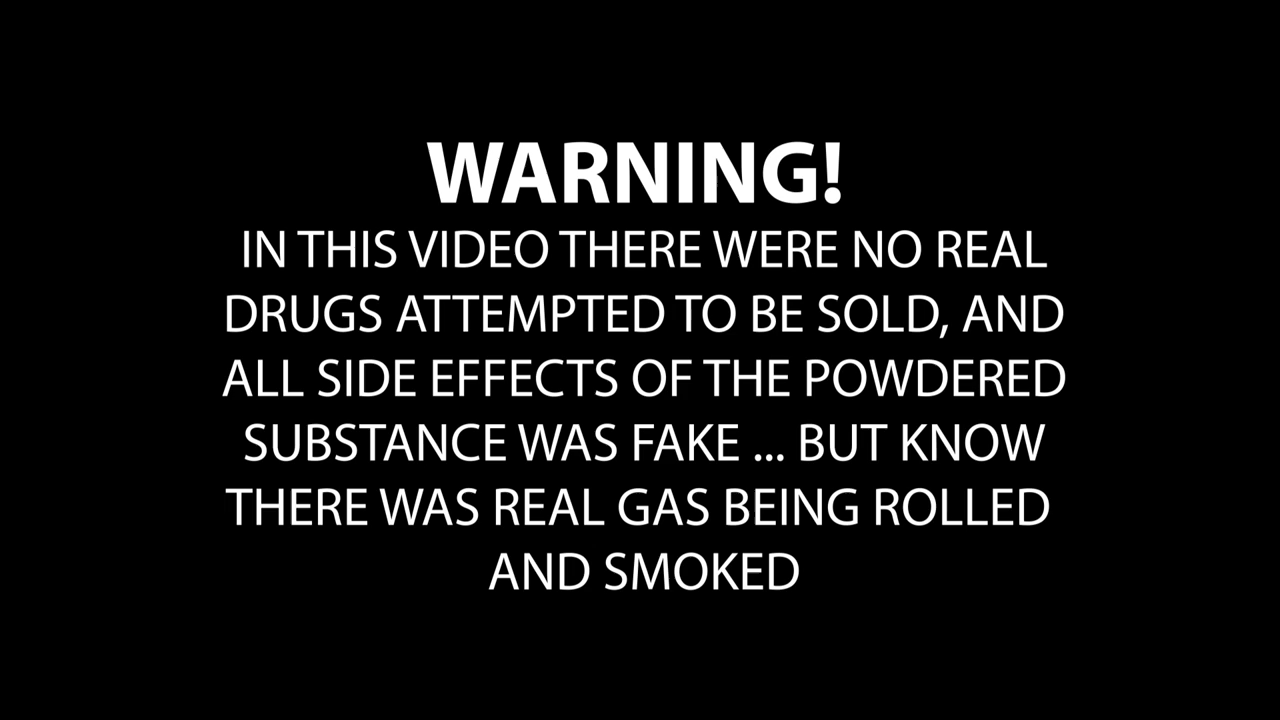 WARNING!
IN THIS VIDEO THERE WERE NO REAL
DRUGS ATTEMPTED TO BE SOLD, AND
ALL SIDE EFFECTS OF THE POWDERED
SUBSTANCE WAS FAKE ... BUT KNOW
THERE WAS REAL GAS BEING ROLLED
AND SMOKED